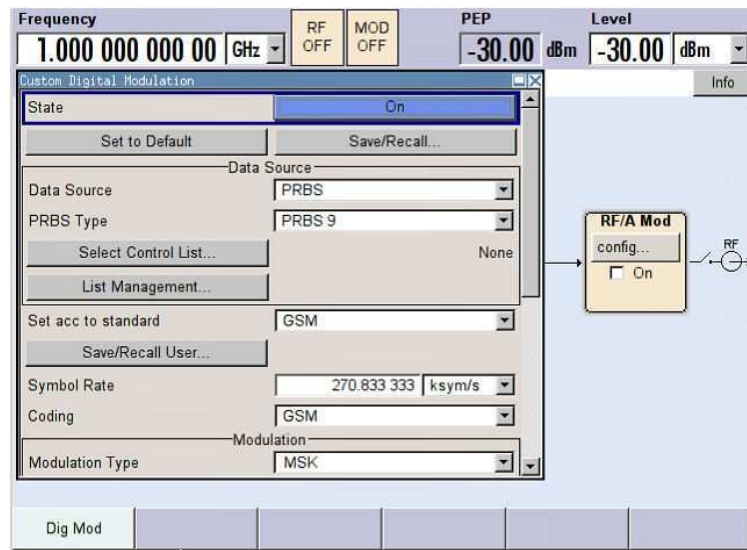 Frequency
RF OFF
MOD OFF
PEP
Level
1.000 000 000 00 GHz
-30.00 dBm
-30.00 dBm
Custom Digital Modulation
Info
State
On
Set to Default
Save/Recall...
Data Source
Data Source
PRBS
PRBS Type
PRBS 9
Select Control List...
None
List Management...
Set acc to standard
GSM
Save/Recall User...
Symbol Rate
270.833 333 ksym/s
Coding
GSM
Modulation
Modulation Type
MSK
RF/A Mod
config...
On
RF
Dig Mod